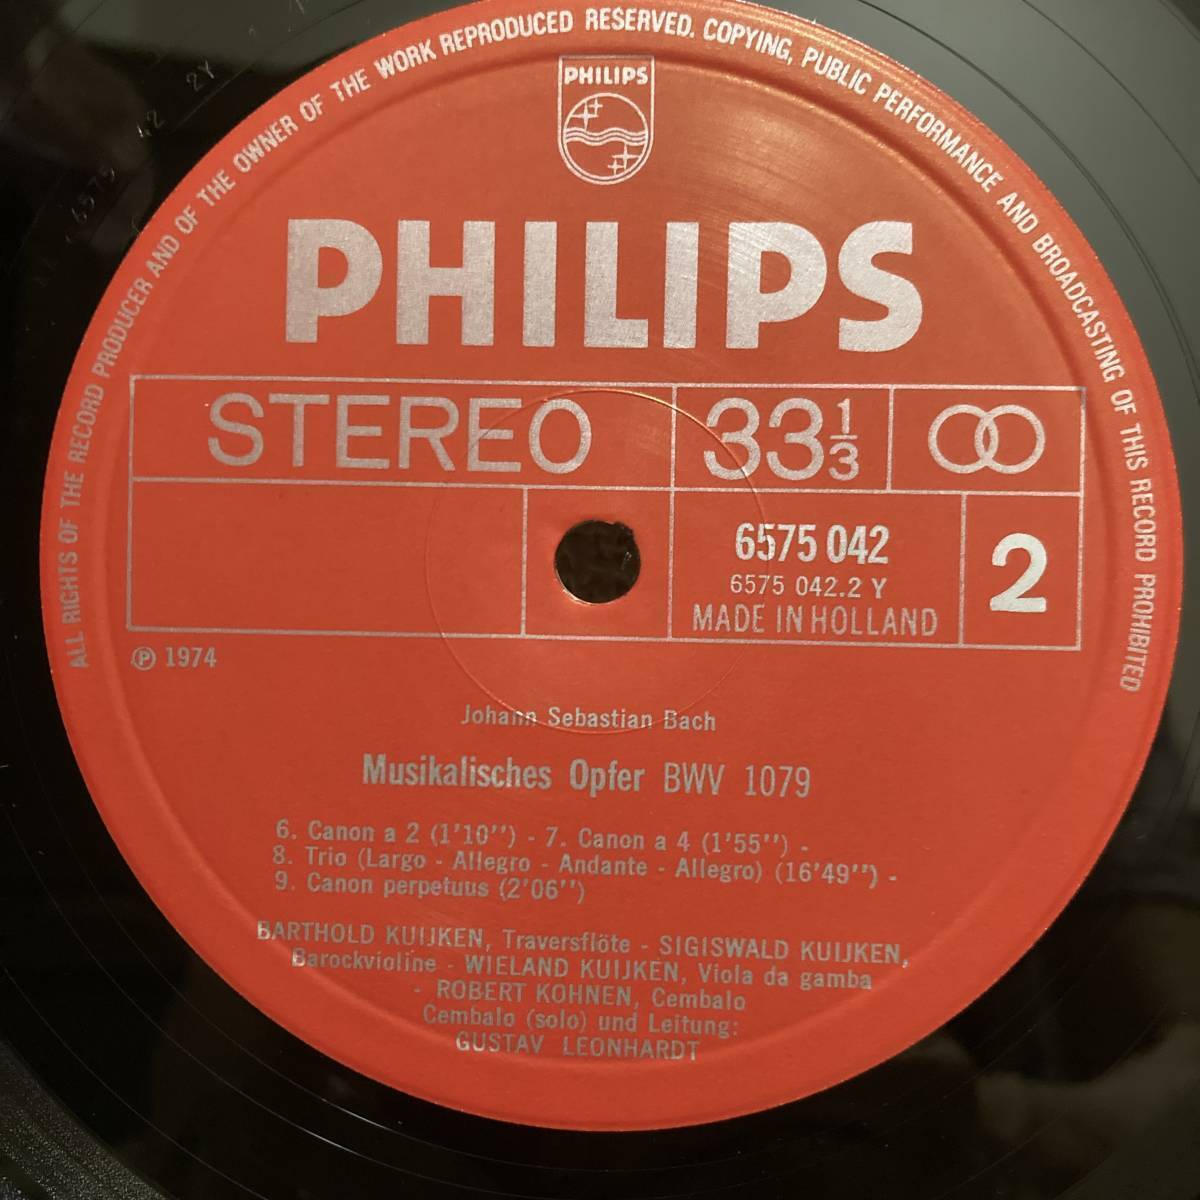 ALL RIGHTS OF THE RECORD PRODUCER AND OF THE OWNER OF THE WORK REPRODUCED RESERVED. COPYING, PUBLIC PERFORMANCE AND BROADCASTING OF THIS RECORD PROHIBITED
PHILIPS
PHILIPS
STEREO 33 1/3
6575 042
6575 042.2 Y
MADE IN HOLLAND
2
Ⓟ 1974
Johann Sebastian Bach
Musikalisches Opfer BWV 1079
6. Canon a 2 (1'10'') - 7. Canon a 4 (1'55'') -
8. Trio (Largo - Allegro - Andante - Allegro) (16'49'') -
9. Canon perpetuus (2'06'')
BARTHOLD KUIJKEN, Traversflöte - SIGISWALD KUIJKEN,
Barockvioline - WIELAND KUIJKEN, Viola da gamba
- ROBERT KOHNEN, Cembalo
Cembalo (solo) und Leitung:
GUSTAV LEONHARDT